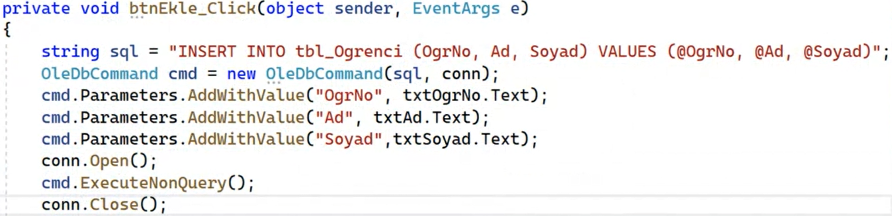 private void btnEkle_Click(object sender, EventArgs e)
{
string sql = "INSERT INTO tbl_Ogrenci (OgrNo, Ad, Soyad) VALUES (@OgrNo, @Ad, @Soyad)";
OleDbCommand cmd = new OleDbCommand(sql, conn);
cmd.Parameters.AddWithValue("OgrNo", txtOgrNo.Text);
cmd.Parameters.AddWithValue("Ad", txtAd.Text);
cmd.Parameters.AddWithValue("Soyad",txtSoyad.Text);
conn.Open();
cmd.ExecuteNonQuery();
conn.Close();